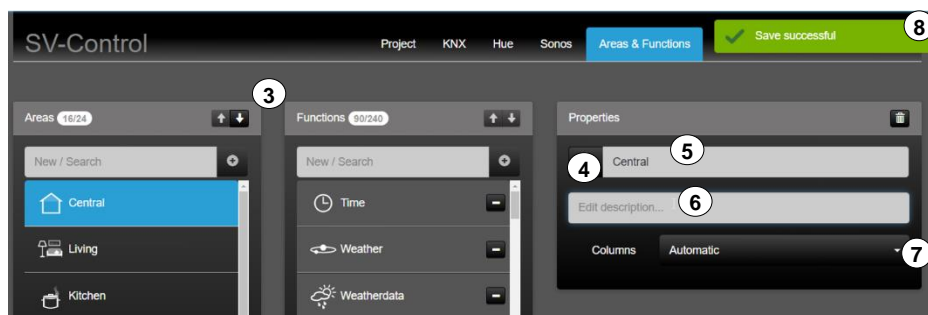 SV-Control
Project KNX Hue Sonos Areas & Functions
Save successful
8
3
Areas 16/24
Functions 90/240
Properties
New / Search
New / Search
4
Central
5
Central
Time
Edit description...
6
Living
Weather
Columns Automatic
7
Kitchen
Weatherdata